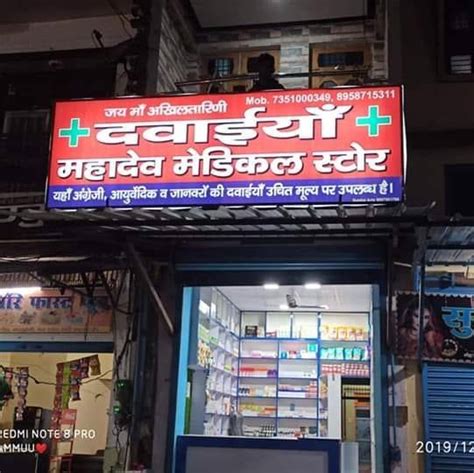 जय माँ अखिलतारिणी
Mob. 7351000349, 8958715311
दवाईयाँ
महादेव मेडिकल स्टोर
यहाँ अंग्रेजी, आयुर्वेदिक व जानवरों की दवाईयाँ उचित मूल्य पर उपलब्ध है।
फास्ट फूड
सु
REDMI NOTE 8 PRO
AMMUU
2019/12